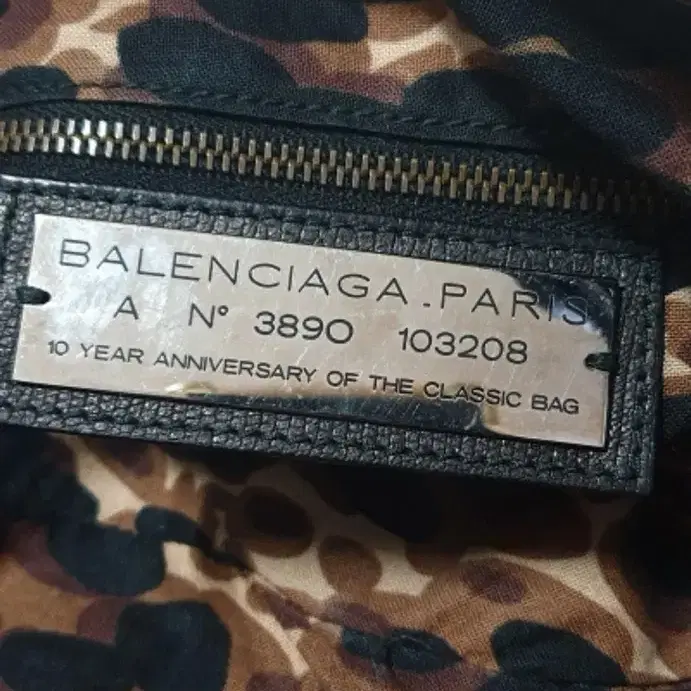 BALENCIAGA.PARIS
A N° 3890 103208
10 YEAR ANNIVERSARY OF THE CLASSIC BAG